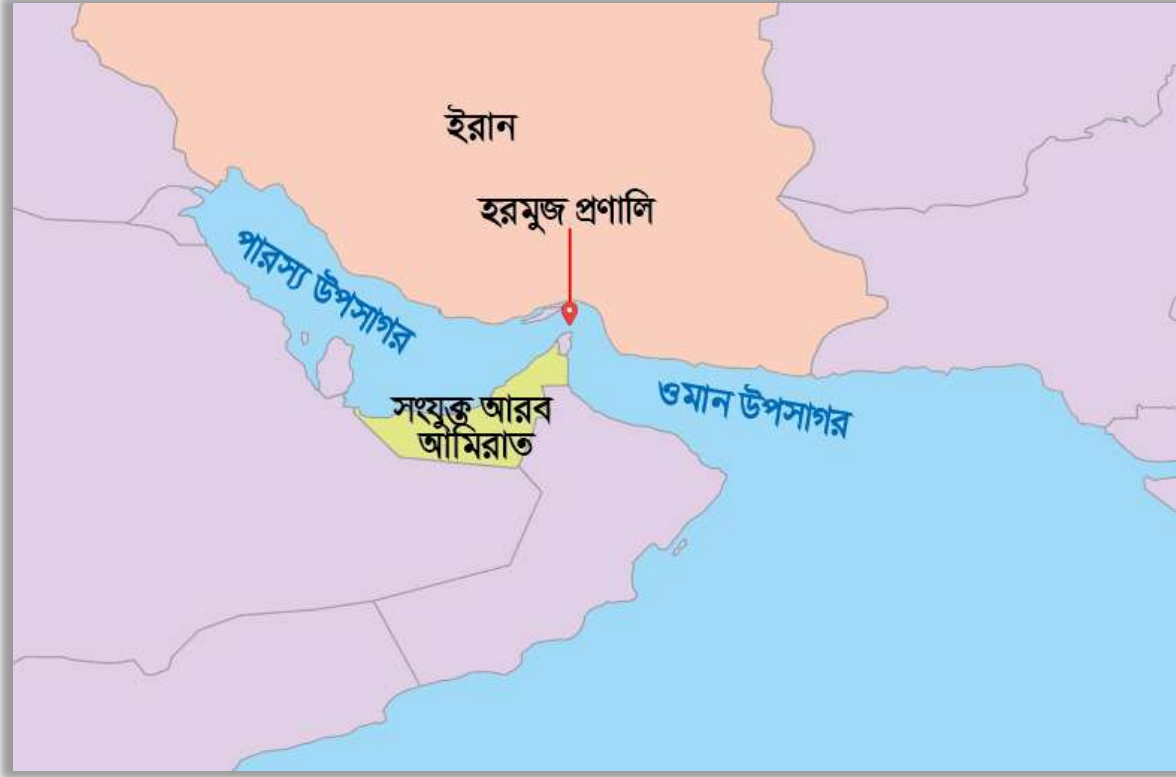 ইরান
হরমুজ প্রণালি
পারস্য উপসাগর
সংযুক্ত আরব
আমিরাত
ওমান উপসাগর